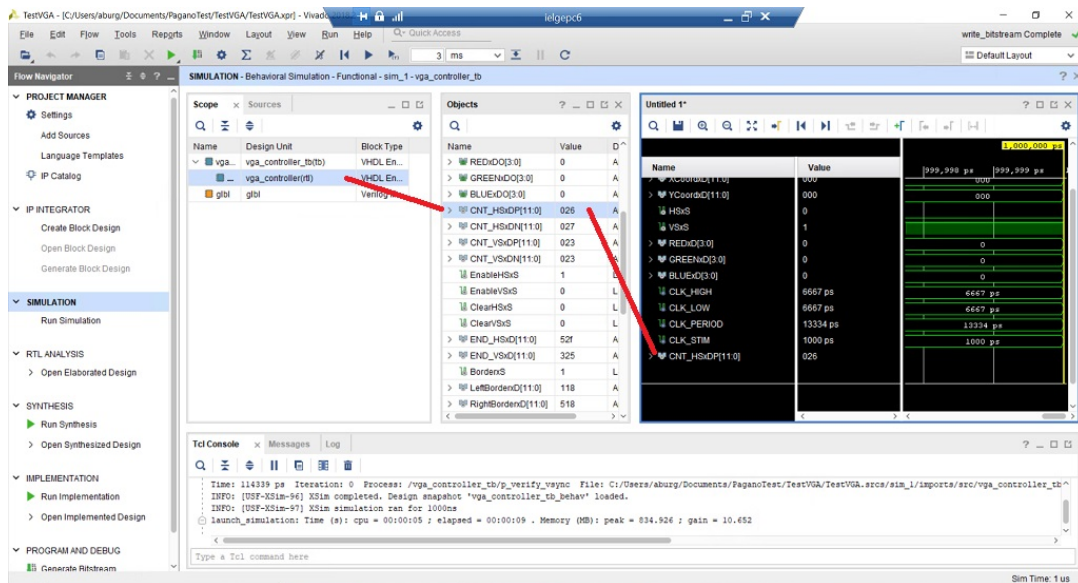 TestVGA - [C:/Users/aburg/Documents/PaganoTest/TestVGA/TestVGA.xpr] - Vivado
ielgepc6
File Edit Flow Tools Reports Window Layout View Run Help Quick Access
write_bitstream Complete
3 ms
Default Layout
Flow Navigator
SIMULATION - Behavioral Simulation - Functional - sim_1 - vga_controller_tb
PROJECT MANAGER
Settings
Add Sources
Language Templates
IP Catalog
IP INTEGRATOR
Create Block Design
Open Block Design
Generate Block Design
SIMULATION
Run Simulation
RTL ANALYSIS
Open Elaborated Design
SYNTHESIS
Run Synthesis
Open Synthesized Design
IMPLEMENTATION
Run Implementation
Open Implemented Design
PROGRAM AND DEBUG
Generate Bitstream
Scope Sources
Name Design Unit Block Type
vga... vga_controller_tb(tb) VHDL En...
... vga_controller(rtl) VHDL En...
glbl glbl Verilog
Objects
Name Value
REDxDO[3:0] 0 A
GREENxDO[3:0] 0 A
BLUExDO[3:0] 0 A
CNT_HSxDP[11:0] 026 A
CNT_HSxDN[11:0] 027 A
CNT_VSxDP[11:0] 023 A
CNT_VSxDN[11:0] 023 A
EnableHSxS 1 L
EnableVSxS 0 L
ClearHSxS 0 L
ClearVSxS 0 L
END_HSxD[11:0] 52f A
END_VSxD[11:0] 325 A
BorderxS 1 L
LeftBorderxD[11:0] 118 A
RightBorderxD[11:0] 518 A
Untitled 1*
1,000,000 ps
Name Value 999,998 ps 999,999 ps
XCoordxD[11:0] 000 000
YCoordxD[11:0] 000 000
HSxS 0
VSxS 1
REDxD[3:0] 0 0
GREENxD[3:0] 0 0
BLUExD[3:0] 0 0
CLK_HIGH 6667 ps 6667 ps
CLK_LOW 6667 ps 6667 ps
CLK_PERIOD 13334 ps 13334 ps
CLK_STIM 1000 ps 1000 ps
CNT_HSxDP[11:0] 026
Tcl Console Messages Log
Time: 114339 ps Iteration: 0 Process: /vga_controller_tb/p_verify_vsync File: C:/Users/aburg/Documents/PaganoTest/TestVGA/TestVGA.srcs/sim_1/imports/src/vga_controller_tb
INFO: [USF-XSim-96] XSim completed. Design snapshot 'vga_controller_tb_behav' loaded.
INFO: [USF-XSim-97] XSim simulation ran for 1000ns
launch_simulation: Time (s): cpu = 00:00:05 ; elapsed = 00:00:09 . Memory (MB): peak = 834.926 ; gain = 10.652
Type a Tcl command here
Sim Time: 1 us